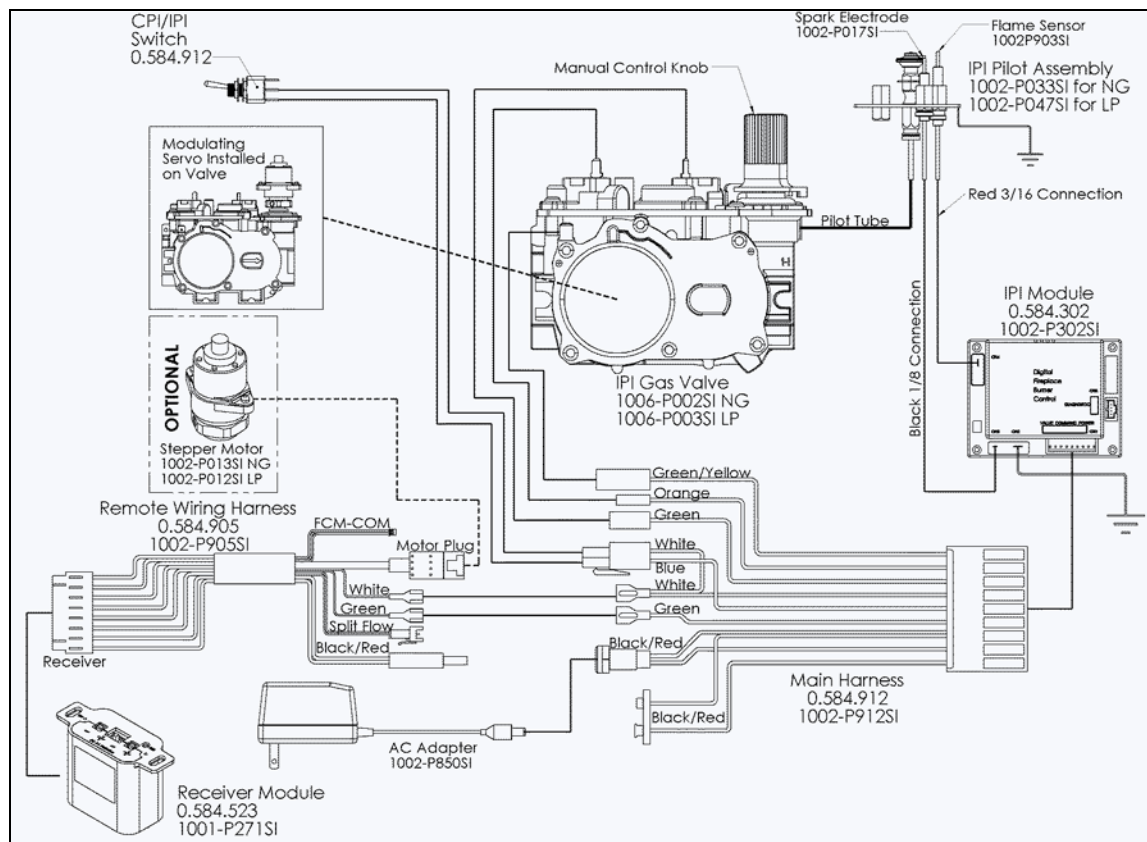 CPI/IPI
Switch
0.584.912
Spark Electrode
1002-P017SI
Flame Sensor
1002P903SI
IPI Pilot Assembly
1002-P033SI for NG
1002-P047SI for LP
Manual Control Knob
Modulating
Servo Installed
on Valve
Red 3/16 Connection
Pilot Tube
H
IPI Module
0.584.302
1002-P302SI
Digital
Fireplace
Burner
Control
VALVE COMMAND POWER
Black 1/8 Connection
IPI Gas Valve
1006-P002SI NG
1006-P003SI LP
OPTIONAL
Stepper Motor
1002-P013SI NG
1002-P012SI LP
Remote Wiring Harness
0.584.905
1002-P905SI
FCM-COM
Motor Plug
White
Green
Split Flow
Black/Red
Receiver
Green/Yellow
Orange
Green
White
Blue
White
Green
Black/Red
Black/Red
Main Harness
0.584.912
1002-P912SI
AC Adapter
1002-P850SI
Receiver Module
0.584.523
1001-P271SI